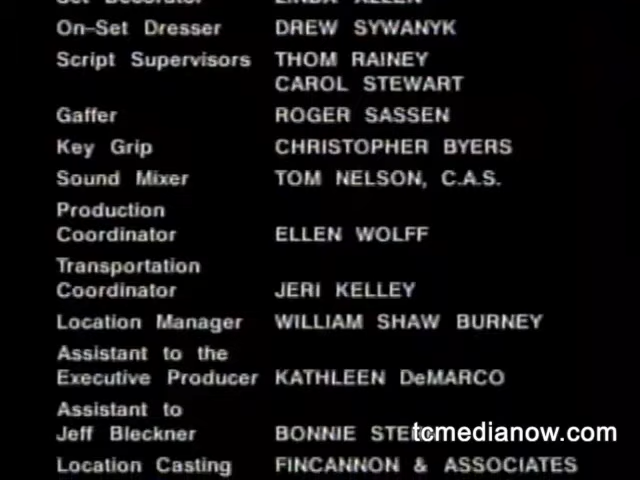 On-Set Dresser DREW SYWANYK
Script Supervisors THOM RAINEY
CAROL STEWART
Gaffer ROGER SASSEN
Key Grip CHRISTOPHER BYERS
Sound Mixer TOM NELSON, C.A.S.
Production
Coordinator ELLEN WOLFF
Transportation
Coordinator JERI KELLEY
Location Manager WILLIAM SHAW BURNEY
Assistant to the
Executive Producer KATHLEEN DeMARCO
Assistant to
Jeff Bleckner BONNIE tcmedianow.com
Location Casting FINCANNON & ASSOCIATES